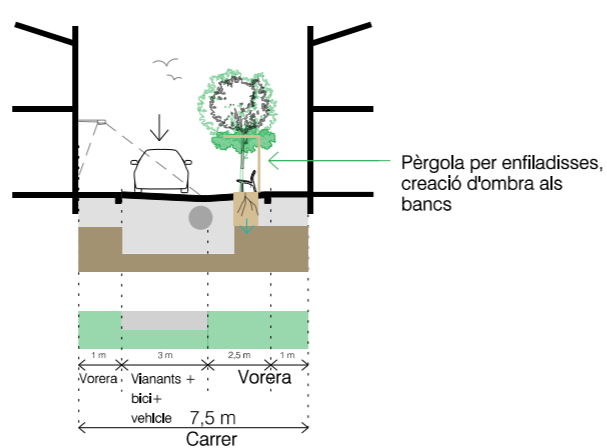 Pèrgola per enfiladisses,
creació d'ombra als
bancs
1 m
3 m
2,5 m
1 m
Vorera
Vianants +
bici+
vehicle
Vorera
7,5 m
Carrer